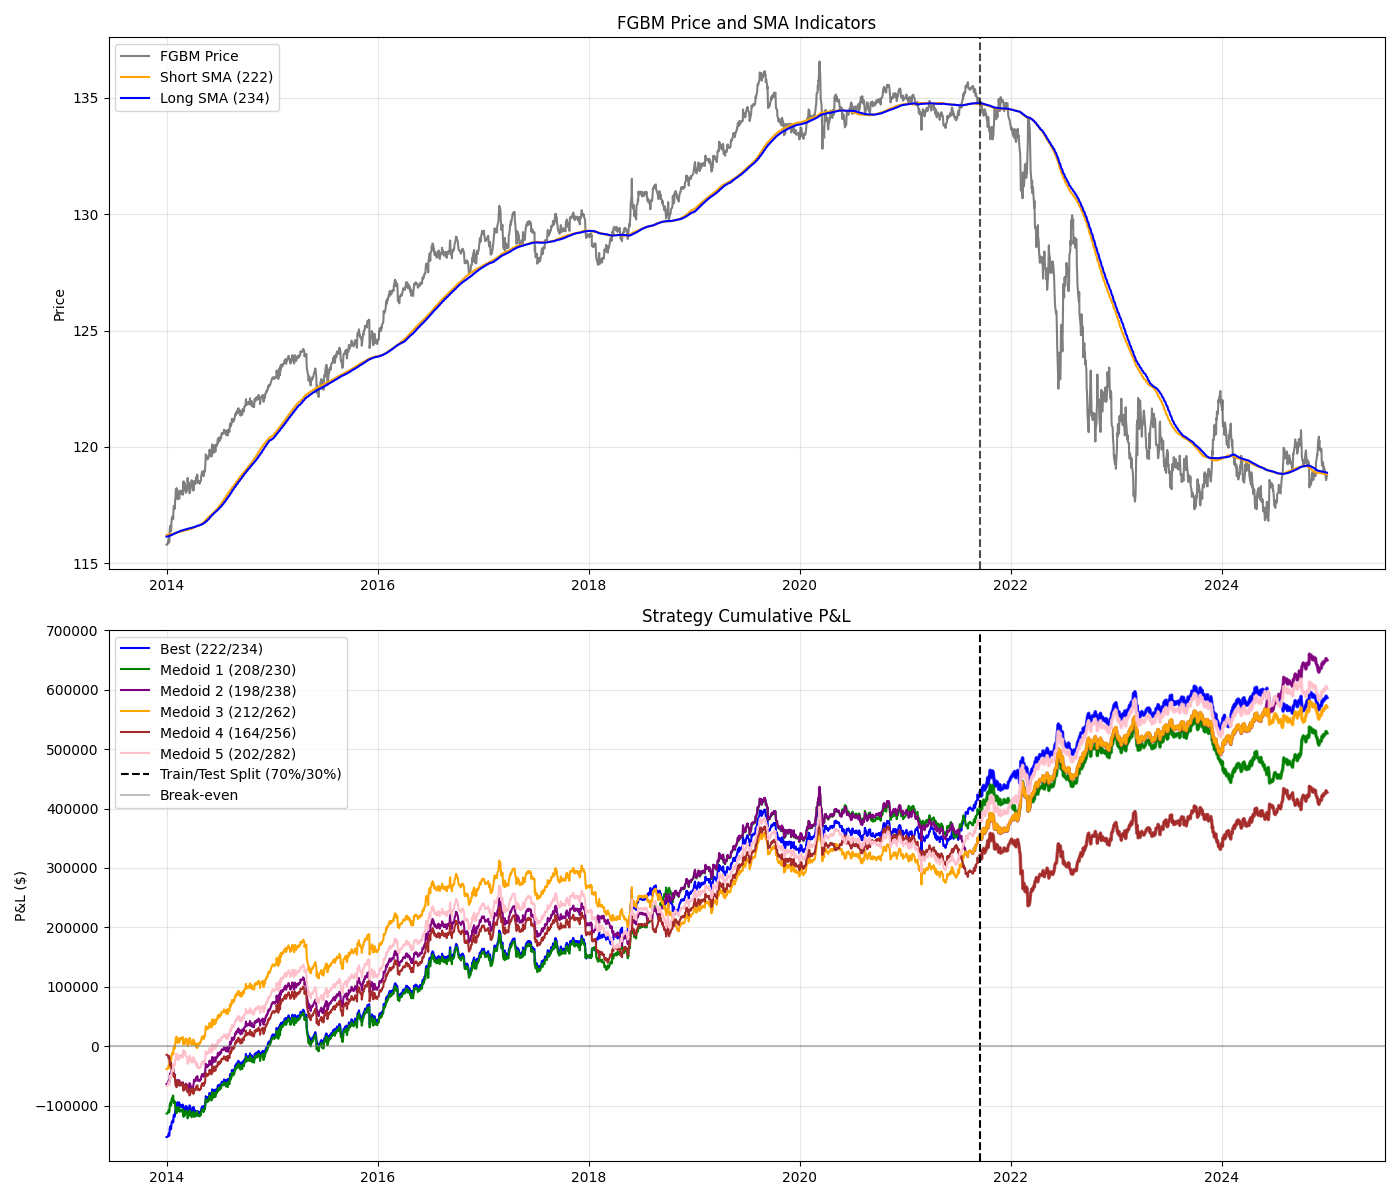 FGBM Price and SMA Indicators
FGBM Price
Short SMA (222)
Long SMA (234)
Price
135
130
125
120
115
2014
2016
2018
2020
2022
2024
Strategy Cumulative P&L
Best (222/234)
Medoid 1 (208/230)
Medoid 2 (198/238)
Medoid 3 (212/262)
Medoid 4 (164/256)
Medoid 5 (202/282)
Train/Test Split (70%/30%)
Break-even
P&L ($)
700000
600000
500000
400000
300000
200000
100000
0
−100000
2014
2016
2018
2020
2022
2024